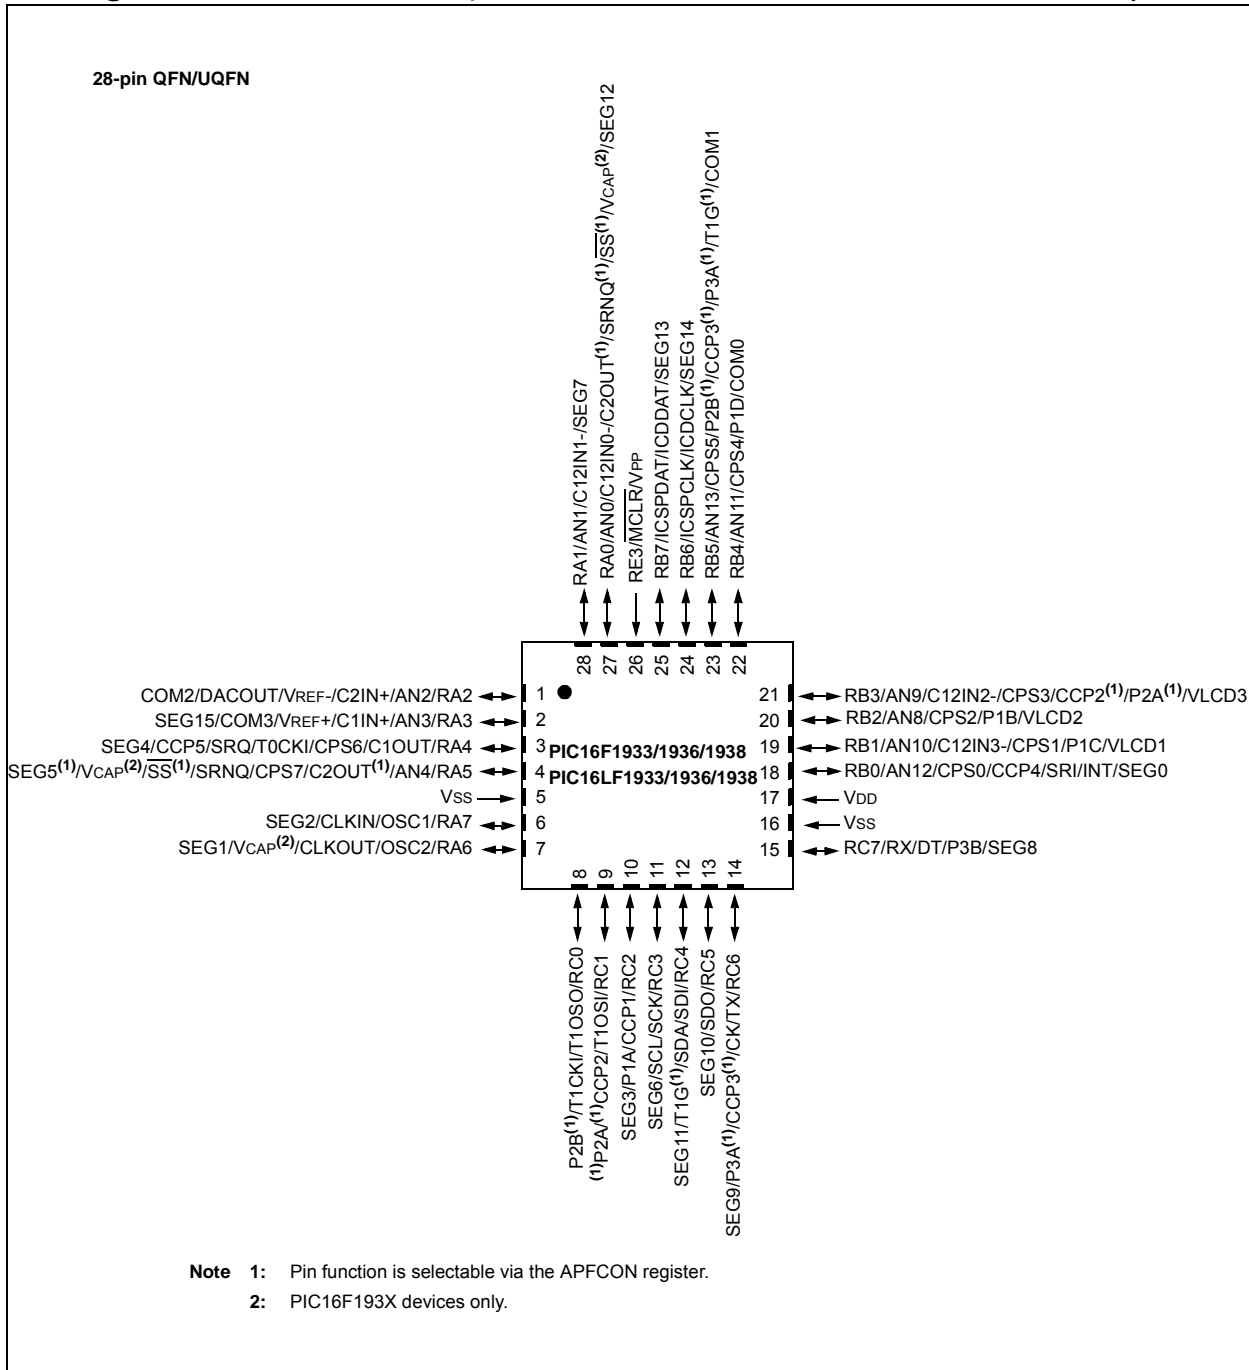 28-pin QFN/UQFN
RA1/AN1/C12IN1-/SEG7
RA0/AN0/C12IN0-/C2OUT(1)/SRNQ(1)/SS(1)/VCAP(2)/SEG12
RE3/MCLR/VPP
RB7/ICSPDAT/ICDDAT/SEG13
RB6/ICSPCLK/ICDCLK/SEG14
RB5/AN13/CPS5/P2B(1)/CCP3(1)/P3A(1)/T1G(1)/COM1
RB4/AN11/CPS4/P1D/COM0
28
27
26
25
24
23
22
COM2/DACOUT/VREF-/C2IN+/AN2/RA2
1
SEG15/COM3/VREF+/C1IN+/AN3/RA3
2
SEG4/CCP5/SRQ/T0CKI/CPS6/C1OUT/RA4
3
SEG5(1)/VCAP(2)/SS(1)/SRNQ/CPS7/C2OUT(1)/AN4/RA5
4
VSS
5
SEG2/CLKIN/OSC1/RA7
6
SEG1/VCAP(2)/CLKOUT/OSC2/RA6
7
PIC16F1933/1936/1938
PIC16LF1933/1936/1938
21
RB3/AN9/C12IN2-/CPS3/CCP2(1)/P2A(1)/VLCD3
20
RB2/AN8/CPS2/P1B/VLCD2
19
RB1/AN10/C12IN3-/CPS1/P1C/VLCD1
18
RB0/AN12/CPS0/CCP4/SRI/INT/SEG0
17
VDD
16
VSS
15
RC7/RX/DT/P3B/SEG8
8
9
10
11
12
13
14
P2B(1)/T1CKI/T1OSO/RC0
(1)P2A/(1)CCP2/T1OSI/RC1
SEG3/P1A/CCP1/RC2
SEG6/SCL/SCK/RC3
SEG11/T1G(1)/SDA/SDI/RC4
SEG10/SDO/RC5
SEG9/P3A(1)/CCP3(1)/CK/TX/RC6
Note 1: Pin function is selectable via the APFCON register.
2: PIC16F193X devices only.